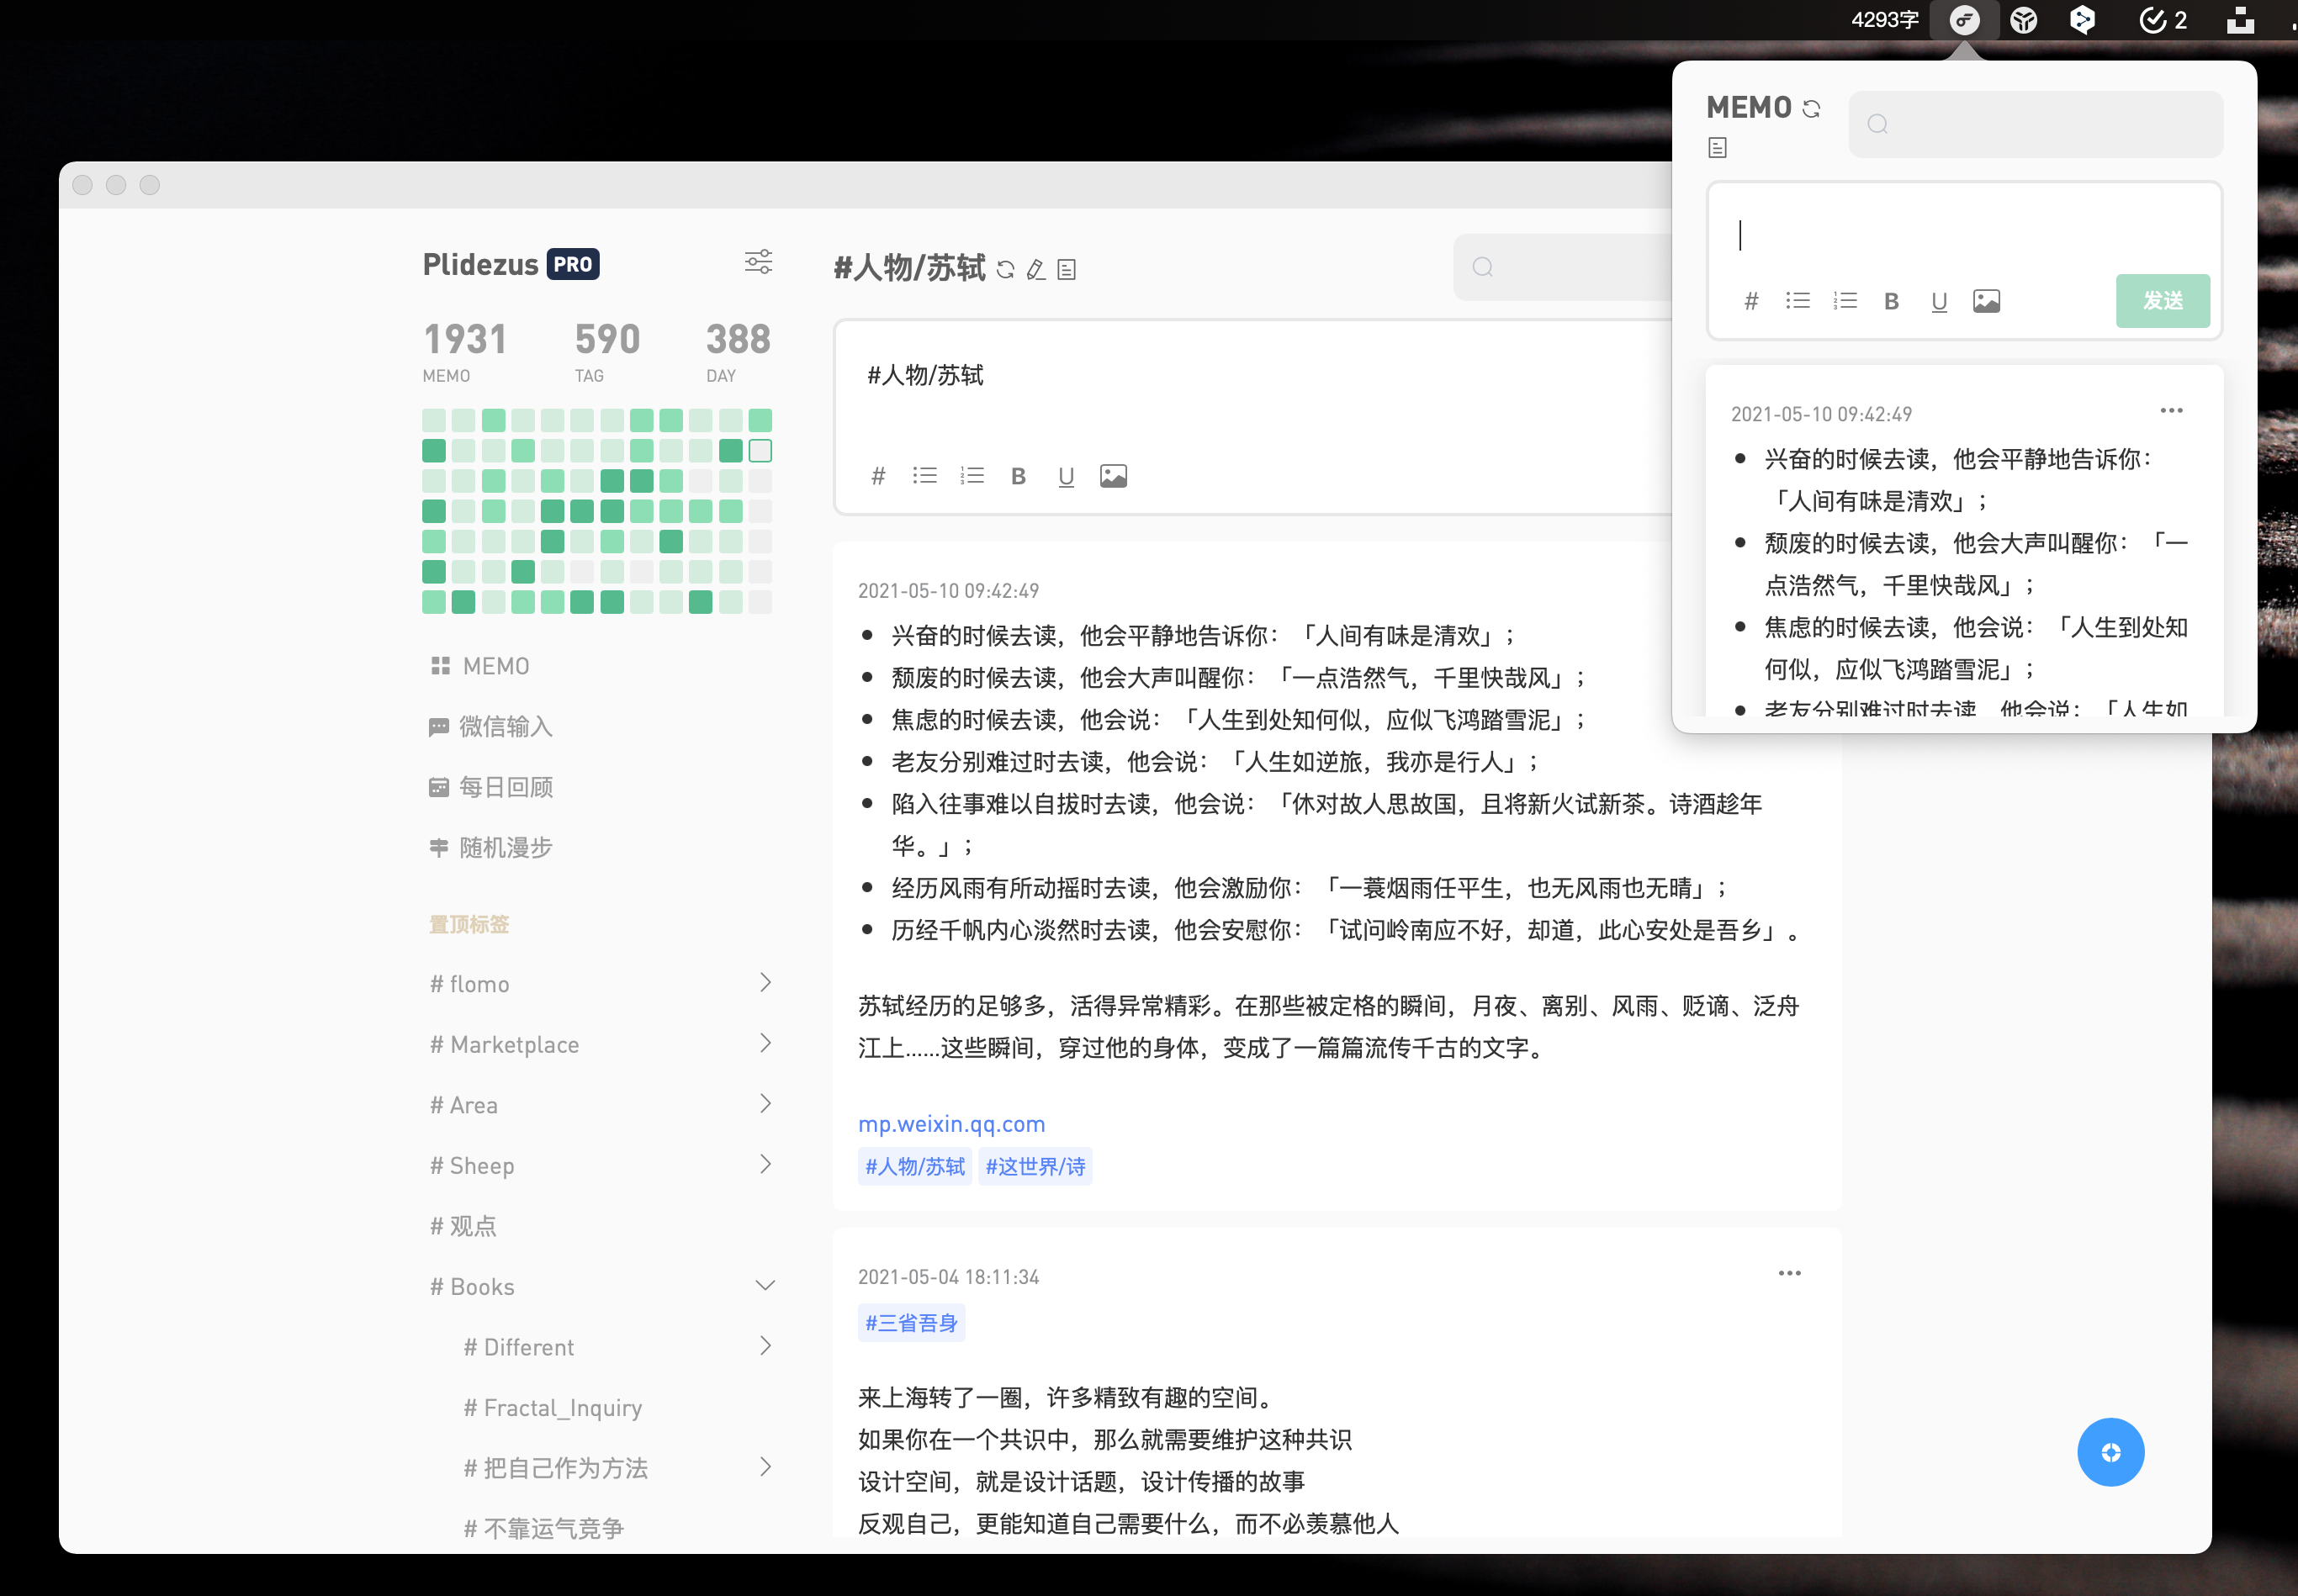 4293字
2
MEMO
发送
2021-05-10 09:42:49
兴奋的时候去读，他会平静地告诉你：
「人间有味是清欢」；
颓废的时候去读，他会大声叫醒你：「一
点浩然气，千里快哉风」；
焦虑的时候去读，他会说：「人生到处知
何似，应似飞鸿踏雪泥」；
老友分别难过时去读，他会说：「人生如
Plidezus PRO
1931 590 388
MEMO TAG DAY
MEMO
微信输入
每日回顾
随机漫步
置顶标签
# flomo
# Marketplace
# Area
# Sheep
# 观点
# Books
# Different
# Fractal_Inquiry
# 把自己作为方法
# 不靠运气竞争
#人物/苏轼
#人物/苏轼
# B U
2021-05-10 09:42:49
兴奋的时候去读，他会平静地告诉你：「人间有味是清欢」；
颓废的时候去读，他会大声叫醒你：「一点浩然气，千里快哉风」；
焦虑的时候去读，他会说：「人生到处知何似，应似飞鸿踏雪泥」；
老友分别难过时去读，他会说：「人生如逆旅，我亦是行人」；
陷入往事难以自拔时去读，他会说：「休对故人思故国，且将新火试新茶。诗酒趁年
华。」；
经历风雨有所动摇时去读，他会激励你：「一蓑烟雨任平生，也无风雨也无晴」；
历经千帆内心淡然时去读，他会安慰你：「试问岭南应不好，却道，此心安处是吾乡」。
苏轼经历的足够多，活得异常精彩。在那些被定格的瞬间，月夜、离别、风雨、贬谪、泛舟
江上……这些瞬间，穿过他的身体，变成了一篇篇流传千古的文字。
mp.weixin.qq.com
#人物/苏轼 #这世界/诗
2021-05-04 18:11:34
#三省吾身
来上海转了一圈，许多精致有趣的空间。
如果你在一个共识中，那么就需要维护这种共识
设计空间，就是设计话题，设计传播的故事
反观自己，更能知道自己需要什么，而不必羡慕他人